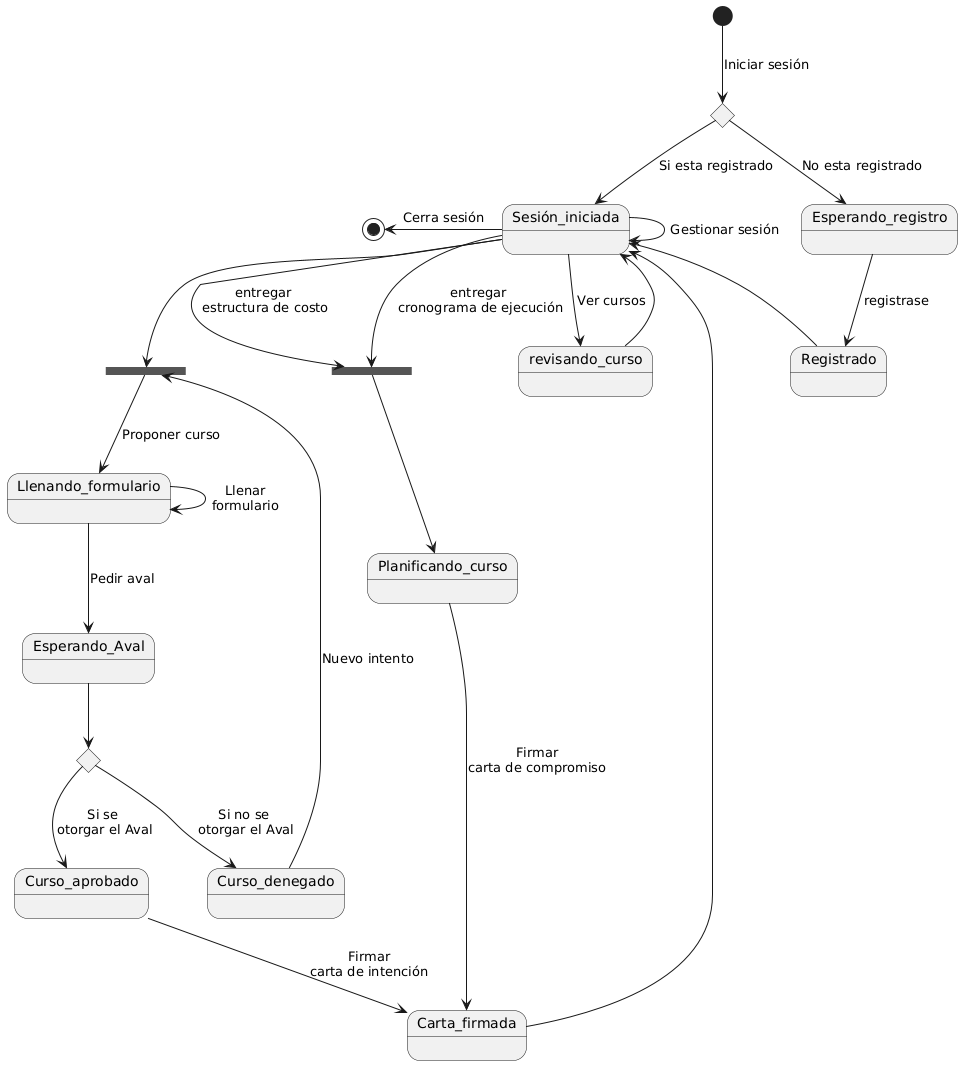 Iniciar sesión
Si esta registrado
No esta registrado
Cerra sesión
Sesión_iniciada
Gestionar sesión
Esperando_registro
entregar
estructura de costo
entregar
cronograma de ejecución
Ver cursos
registrase
revisando_curso
Registrado
Proponer curso
Llenando_formulario
Llenar
formulario
Planificando_curso
Pedir aval
Esperando_Aval
Nuevo intento
Firmar
carta de compromiso
Si se
otorgar el Aval
Si no se
otorgar el Aval
Curso_aprobado
Curso_denegado
Firmar
carta de intención
Carta_firmada